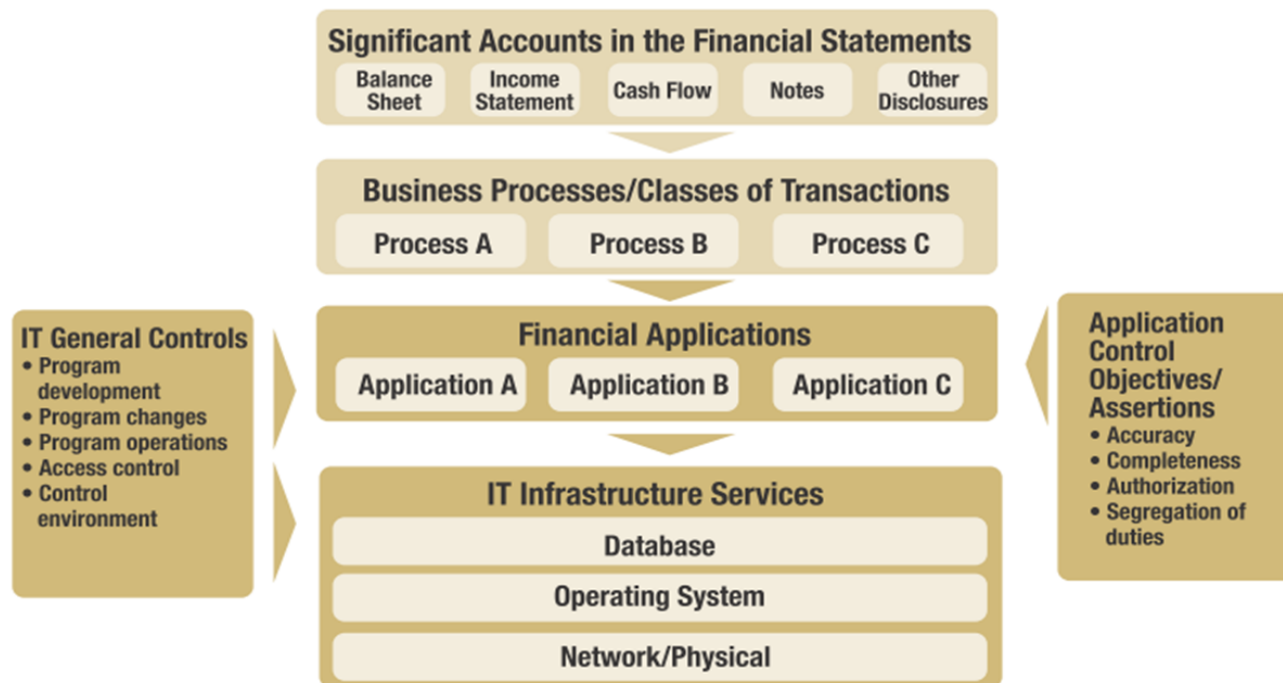 Significant Accounts in the Financial Statements
Balance
Sheet
Income
Statement
Cash Flow
Notes
Other
Disclosures
Business Processes/Classes of Transactions
Process A
Process B
Process C
IT General Controls
• Program
development
• Program changes
• Program operations
• Access control
• Control
environment
Financial Applications
Application A
Application B
Application C
Application
Control
Objectives/
Assertions
• Accuracy
• Completeness
• Authorization
• Segregation of
duties
IT Infrastructure Services
Database
Operating System
Network/Physical